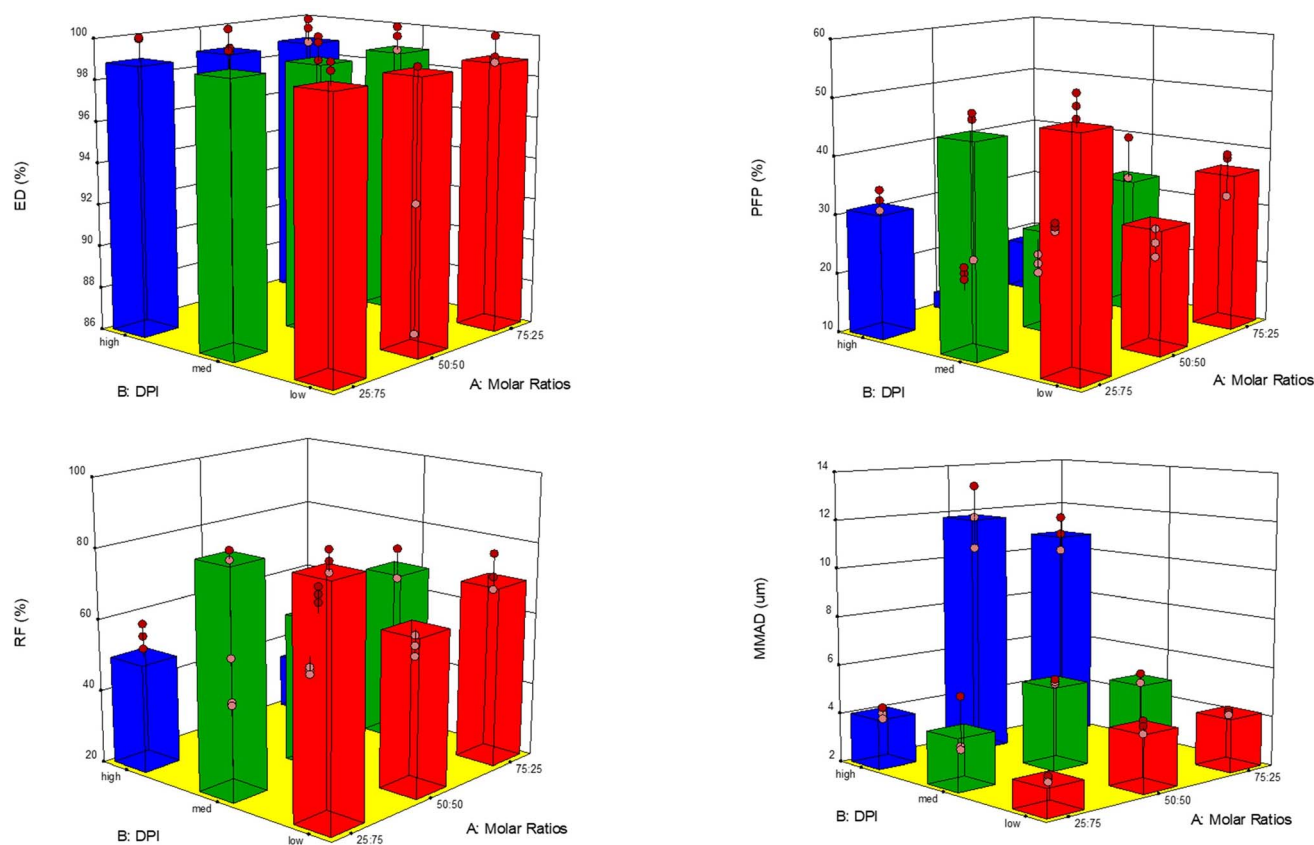 100
98
96
94
92
90
88
86
ED (%)
high
med
low
B: DPI
25:75
50:50
75:25
A: Molar Ratios
60
50
40
30
20
10
PFP (%)
high
med
low
B: DPI
25:75
50:50
75:25
A: Molar Ratios
100
80
60
40
20
RF (%)
high
med
low
B: DPI
25:75
50:50
75:25
A: Molar Ratios
14
12
10
8
6
4
2
MMAD (um)
high
med
low
B: DPI
25:75
50:50
75:25
A: Molar Ratios